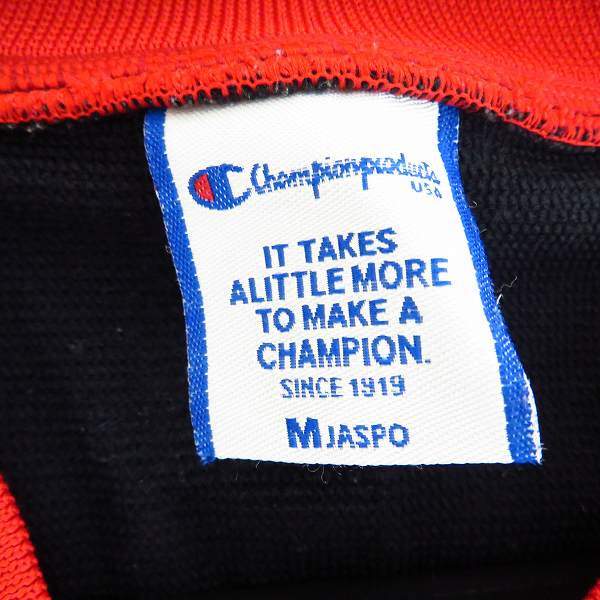 Championproducts
USA
IT TAKES
ALITTLE MORE
TO MAKE A
CHAMPION.
SINCE 1919
M JASPO